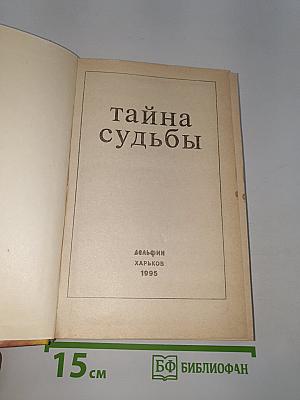 тайна
судьбы
дельфин
ХАРЬКОВ
1995
15 см
БФ БИБЛИОФАН